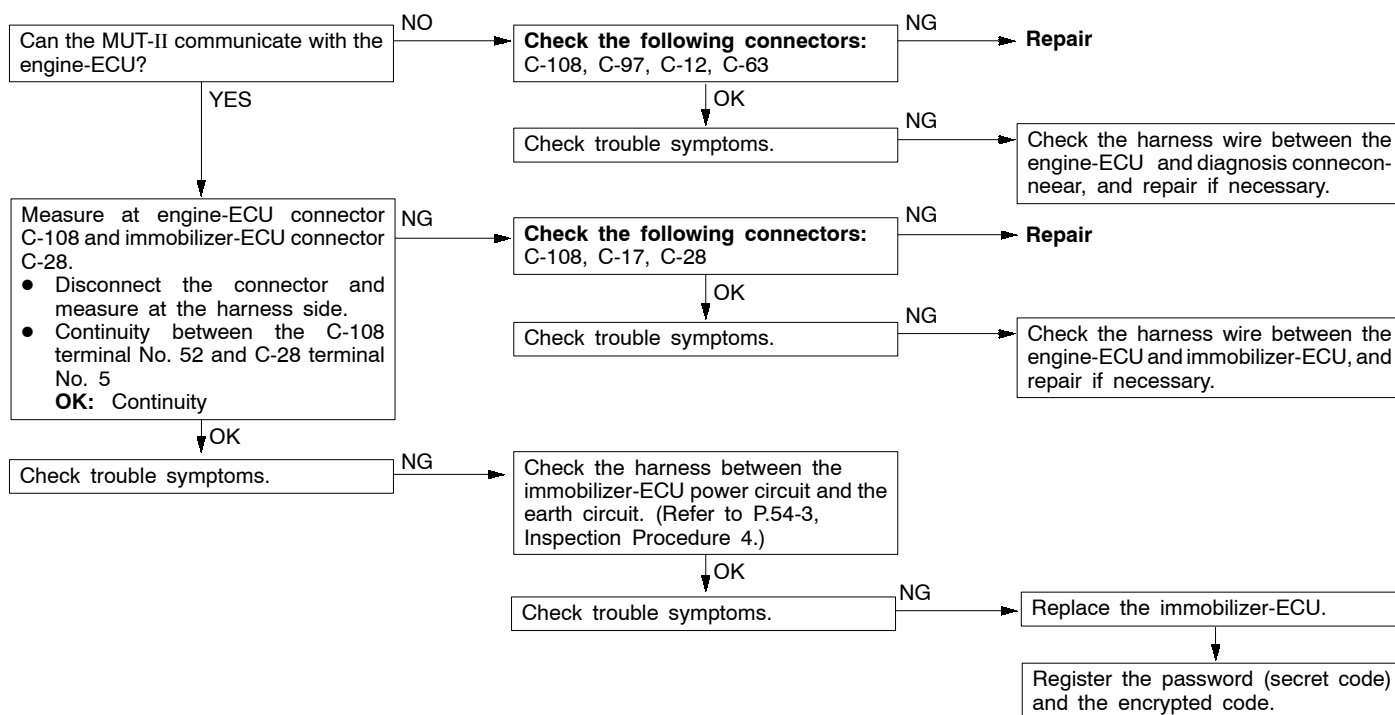 Can the MUT-II communicate with the
engine-ECU?
NO
Check the following connectors:
C-108, C-97, C-12, C-63
NG
Repair
YES
OK
Check trouble symptoms.
NG
Check the harness wire between the
engine-ECU and diagnosis connecon-
neear, and repair if necessary.
Measure at engine-ECU connector
C-108 and immobilizer-ECU connector
C-28.
● Disconnect the connector and
measure at the harness side.
● Continuity between the C-108
terminal No. 52 and C-28 terminal
No. 5
OK: Continuity
NG
Check the following connectors:
C-108, C-17, C-28
NG
Repair
OK
Check trouble symptoms.
NG
Check the harness wire between the
engine-ECU and immobilizer-ECU, and
repair if necessary.
OK
Check trouble symptoms.
NG
Check the harness between the
immobilizer-ECU power circuit and the
earth circuit. (Refer to P.54-3,
Inspection Procedure 4.)
OK
Check trouble symptoms.
NG
Replace the immobilizer-ECU.
Register the password (secret code)
and the encrypted code.